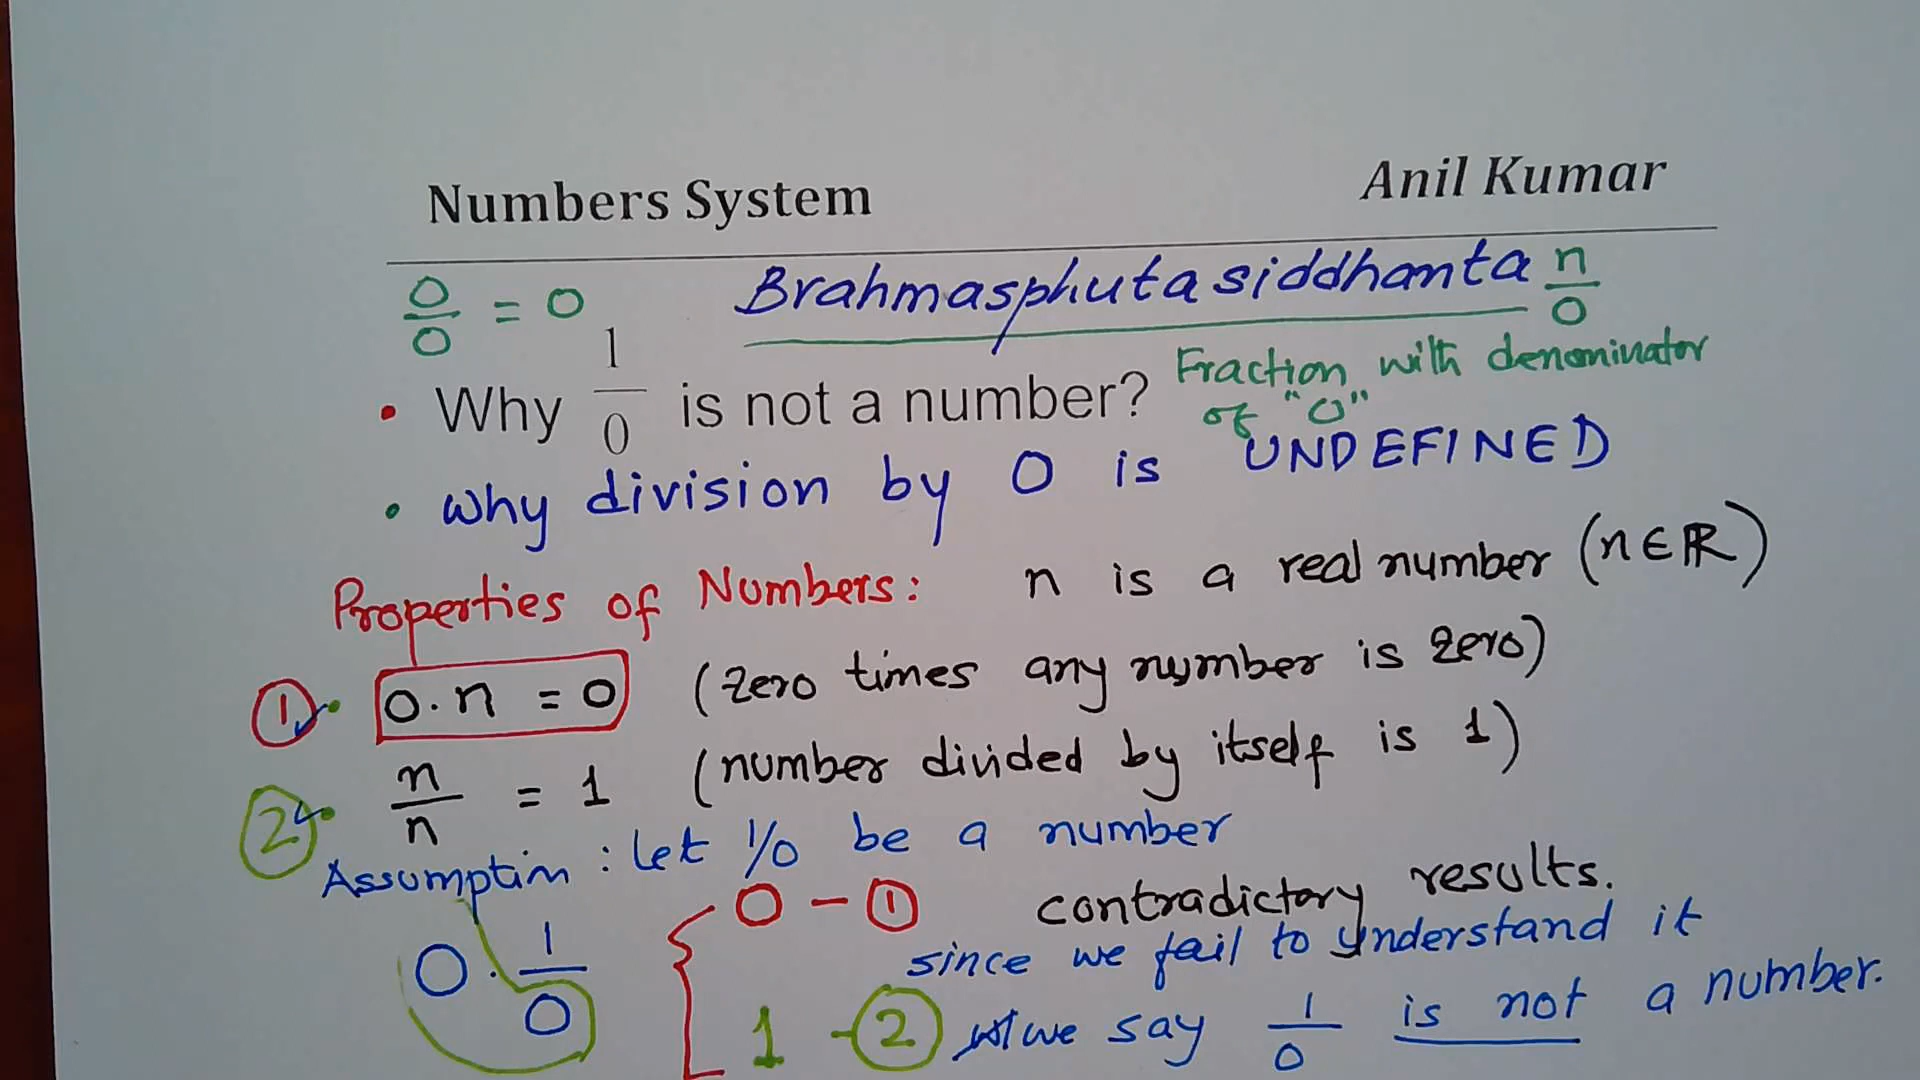 Numbers System Anil Kumar
0/0 = 0 Brahmasphutasiddhanta n/0
• Why 1/0 is not a number? Fraction with denominator of "0"
• Why division by 0 is UNDEFINED
Properties of Numbers: n is a real number (n∈ℝ)
① • 0·n = 0 (zero times any number is zero)
② • n/n = 1 (number divided by itself is 1)
Assumption : Let 1/0 be a number
0 · 1/0 { 0 – ① contradictory results.
since we fail to understand it
1 – ② we say 1/0 is not a number.